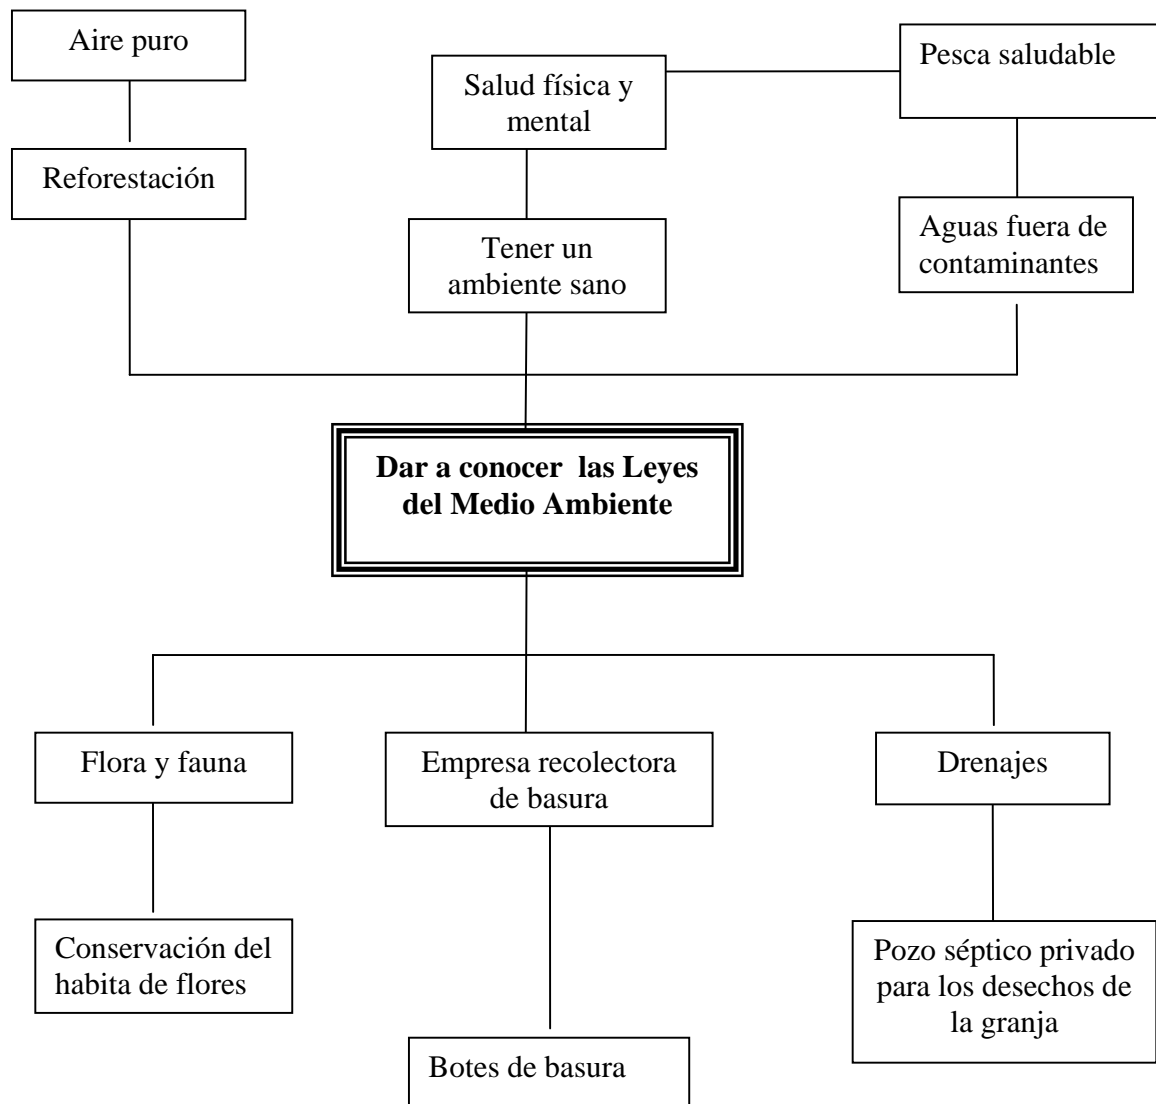 Aire puro
Salud física y
mental
Pesca saludable
Reforestación
Tener un
ambiente sano
Aguas fuera de
contaminantes
Dar a conocer  las Leyes
del Medio Ambiente
Flora y fauna
Empresa recolectora
de basura
Drenajes
Conservación del
habita de flores
Pozo séptico privado
para los desechos de
la granja
Botes de basura